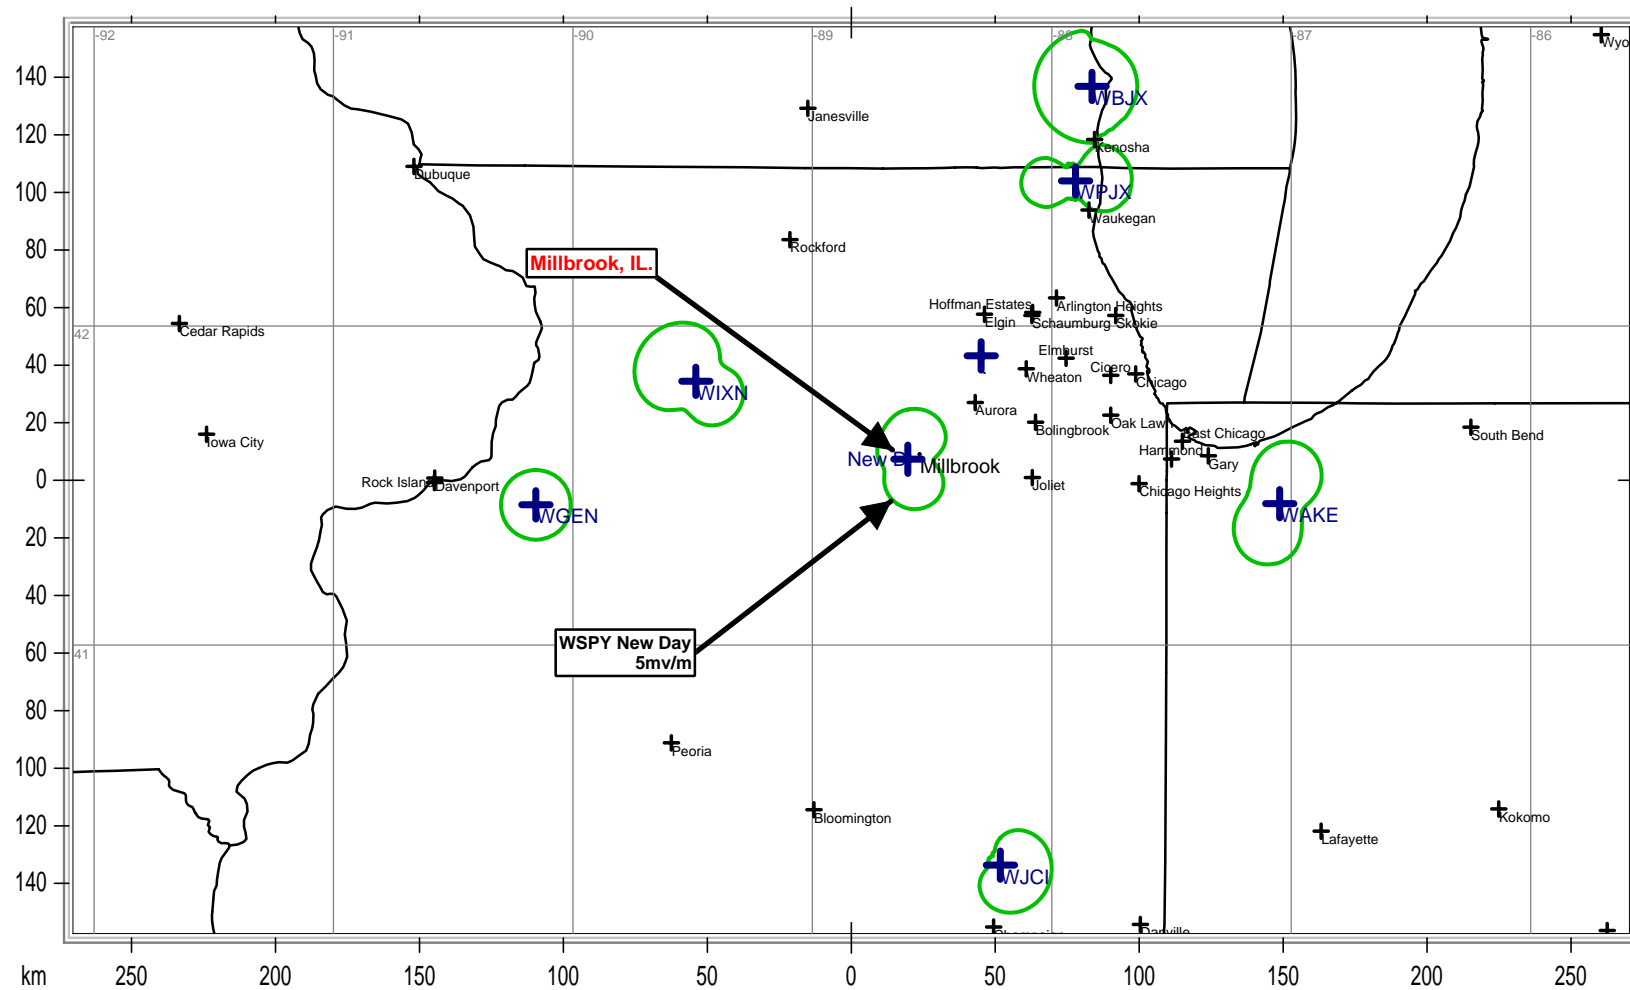 -92
-91
-90
-89
-88
-87
-86
Wyo
140
WBJX
Janesville
120
Kenosha
Dubuque
100
WPJX
Waukegan
80
Rockford
Millbrook, IL.
60
Hoffman Estates
Arlington Heights
Elgin
Schaumburg
Skokie
Cedar Rapids
42
40
Elmhurst
Cicero
Wheaton
Chicago
WIXN
20
Aurora
Bolingbrook
Oak Lawn
East Chicago
South Bend
Iowa City
Hammond
Gary
New D
Millbrook
0
Rock Island
Davenport
Joliet
Chicago Heights
WGEN
WAKE
20
40
WSPY New Day
5mv/m
60
41
80
Peoria
100
Bloomington
Kokomo
120
Lafayette
WJCI
140
Champaign
Danville
km
250
200
150
100
50
0
50
100
150
200
250